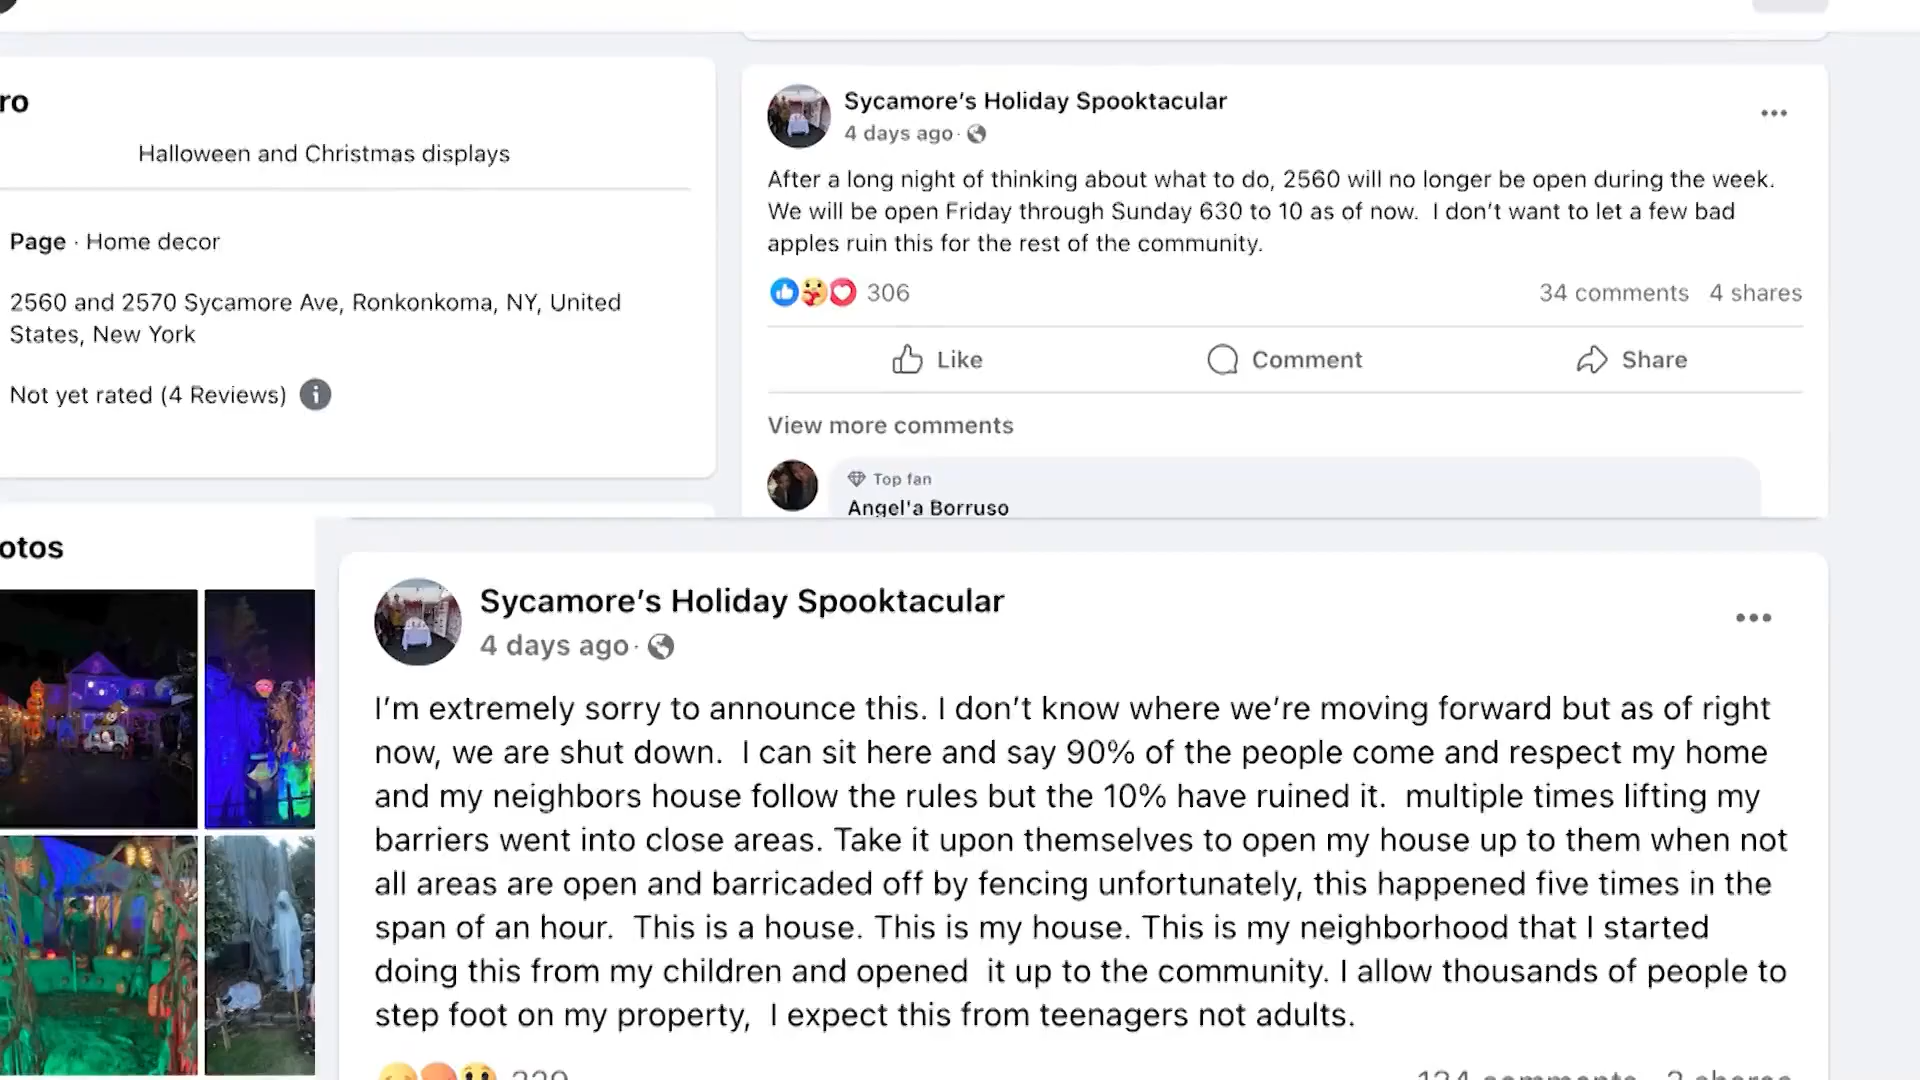 ro
Halloween and Christmas displays
Page · Home decor
2560 and 2570 Sycamore Ave, Ronkonkoma, NY, United
States, New York
Not yet rated (4 Reviews)
otos
Sycamore's Holiday Spooktacular
4 days ago ·
After a long night of thinking about what to do, 2560 will no longer be open during the week.
We will be open Friday through Sunday 630 to 10 as of now.  I don't want to let a few bad
apples ruin this for the rest of the community.
306
34 comments 4 shares
Like Comment Share
View more comments
Top fan
Angel'a Borruso
Sycamore's Holiday Spooktacular
4 days ago ·
I'm extremely sorry to announce this. I don't know where we're moving forward but as of right
now, we are shut down.  I can sit here and say 90% of the people come and respect my home
and my neighbors house follow the rules but the 10% have ruined it.  multiple times lifting my
barriers went into close areas. Take it upon themselves to open my house up to them when not
all areas are open and barricaded off by fencing unfortunately, this happened five times in the
span of an hour.  This is a house. This is my house. This is my neighborhood that I started
doing this from my children and opened  it up to the community. I allow thousands of people to
step foot on my property,  I expect this from teenagers not adults.
comments shares